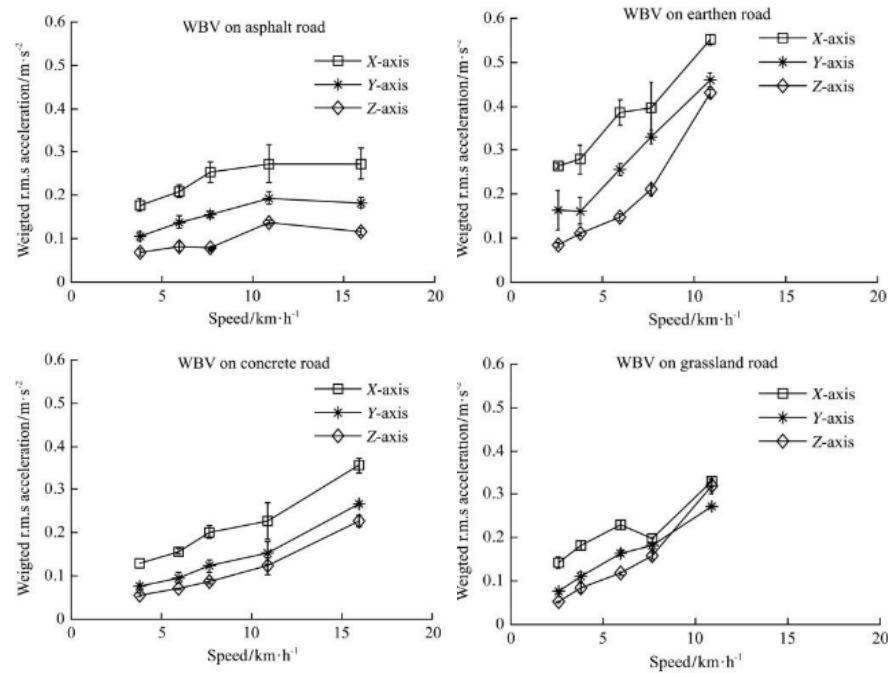 WBV on asphalt road
Weigted r.m.s acceleration/m·s⁻²
0.6
0.5
0.4
0.3
0.2
0.1
0
X-axis
Y-axis
Z-axis
0 5 10 15 20
Speed/km·h⁻¹
WBV on earthen road
Weigted r.m.s acceleration/m·s⁻²
0.6
0.5
0.4
0.3
0.2
0.1
0
X-axis
Y-axis
Z-axis
0 5 10 15 20
Speed/km·h⁻¹
WBV on concrete road
Weigted r.m.s acceleration/m·s⁻²
0.6
0.5
0.4
0.3
0.2
0.1
0
X-axis
Y-axis
Z-axis
0 5 10 15 20
Speed/km·h⁻¹
WBV on grassland road
Weigted r.m.s acceleration/m·s⁻²
0.6
0.5
0.4
0.3
0.2
0.1
0
X-axis
Y-axis
Z-axis
0 5 10 15 20
Speed/km·h⁻¹